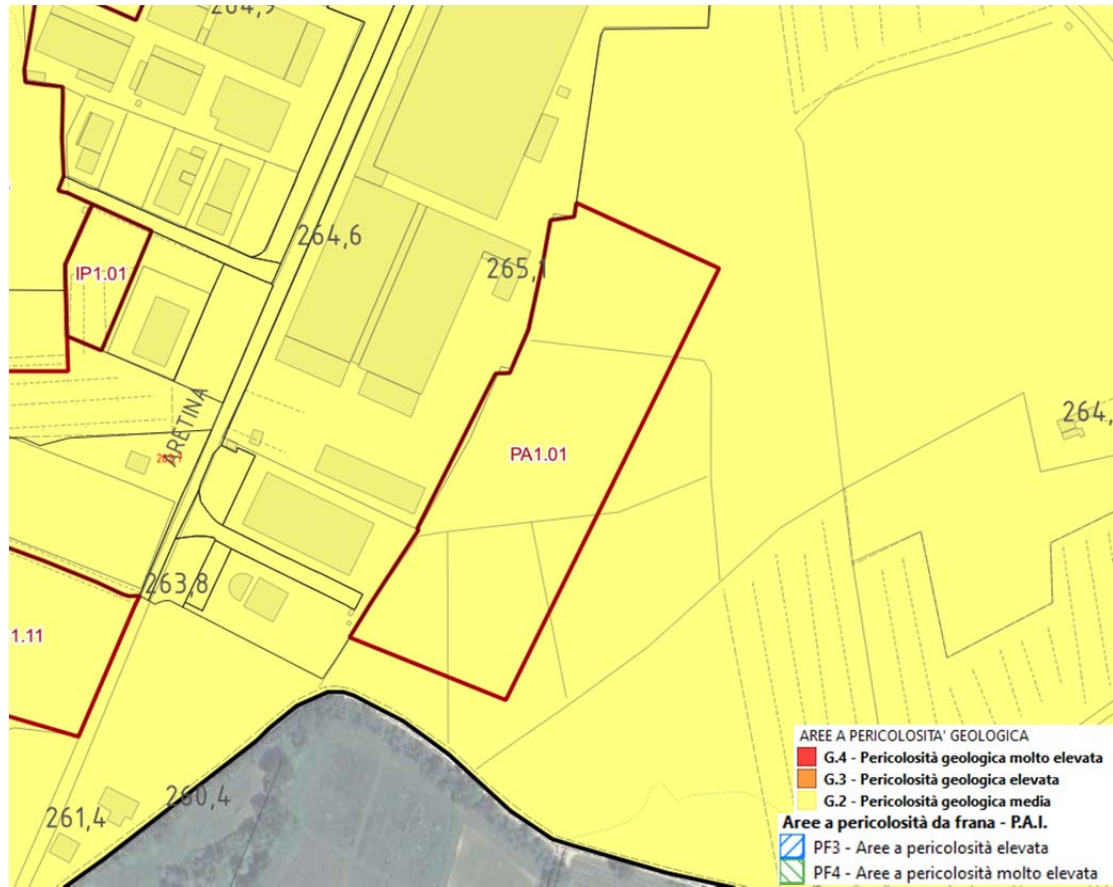 264,9
264,6
265,1
IP1.01
ARETINA
PA1.01
264,
263,8
1.11
260,4
261,4
AREE A PERICOLOSITA' GEOLOGICA
G.4 - Pericolosità geologica molto elevata
G.3 - Pericolosità geologica elevata
G.2 - Pericolosità geologica media
Aree a pericolosità da frana - P.A.I.
PF3 - Aree a pericolosità elevata
PF4 - Aree a pericolosità molto elevata